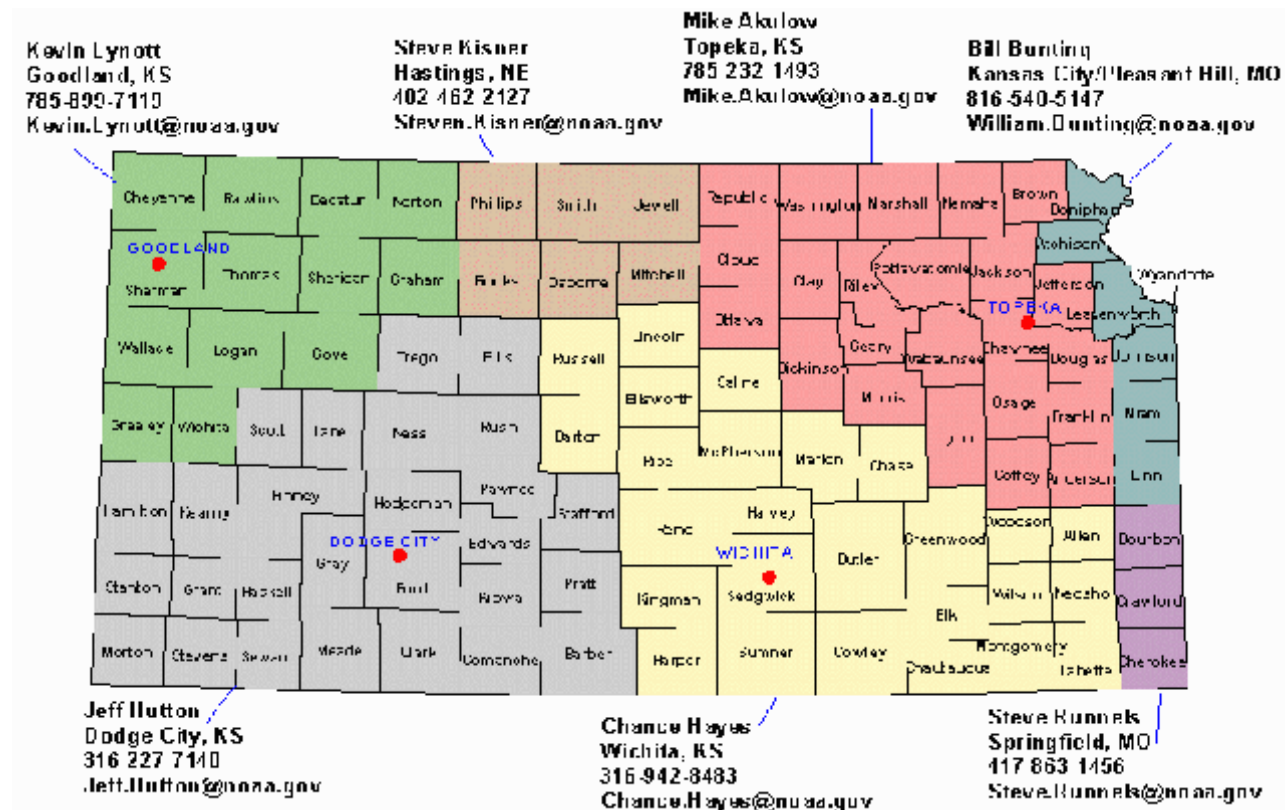 Kevin Lynott
Goodland, KS
785-899-7119
Kevin.Lynott@noaa.gov
Steve Kisner
Hastings, NE
402 462 2127
Steven.Kisner@noaa.gov
Mike Akulow
Topeka, KS
785 232 1493
Mike.Akulow@noaa.gov
Bill Bunting
Kansas City/Pleasant Hill, MO
816-540-5147
William.Bunting@noaa.gov
Cheyenne Rawlins Decatur Norton Phillips Smith Jewell Republic Washington Marshall Nemaha Brown Doniphan
GOODLAND
Sherman Thomas Sheridan Graham Rooks Osborne Mitchell Cloud Clay Riley Pottawatomie Jackson Atchison
Jefferson Leavenworth Wyandotte
TOPEKA
Wallace Logan Gove Trego Ellis Russell Lincoln Ottawa Saline Dickinson Geary Wabaunsee Shawnee Douglas Johnson
Greeley Wichita Scott Lane Ness Rush Barton Ellsworth McPherson Marion Morris Chase Lyon Osage Franklin Miami
Hamilton Kearny Finney Hodgeman Pawnee Stafford Rice Reno Harvey Coffey Anderson Linn
DODGE CITY
WICHITA
Stanton Grant Haskell Gray Ford Edwards Kiowa Pratt Kingman Sedgwick Butler Greenwood Woodson Allen Bourbon
Morton Stevens Seward Meade Clark Comanche Barber Harper Sumner Cowley Elk Chautauqua Wilson Neosho Crawford
Montgomery Labette Cherokee
Jeff Hutton
Dodge City, KS
316 227 7140
Jeff.Hutton@noaa.gov
Chance Hayes
Wichita, KS
316-942-8483
Chance.Hayes@noaa.gov
Steve Runnels
Springfield, MO
417 863 1456
Steve.Runnels@noaa.gov